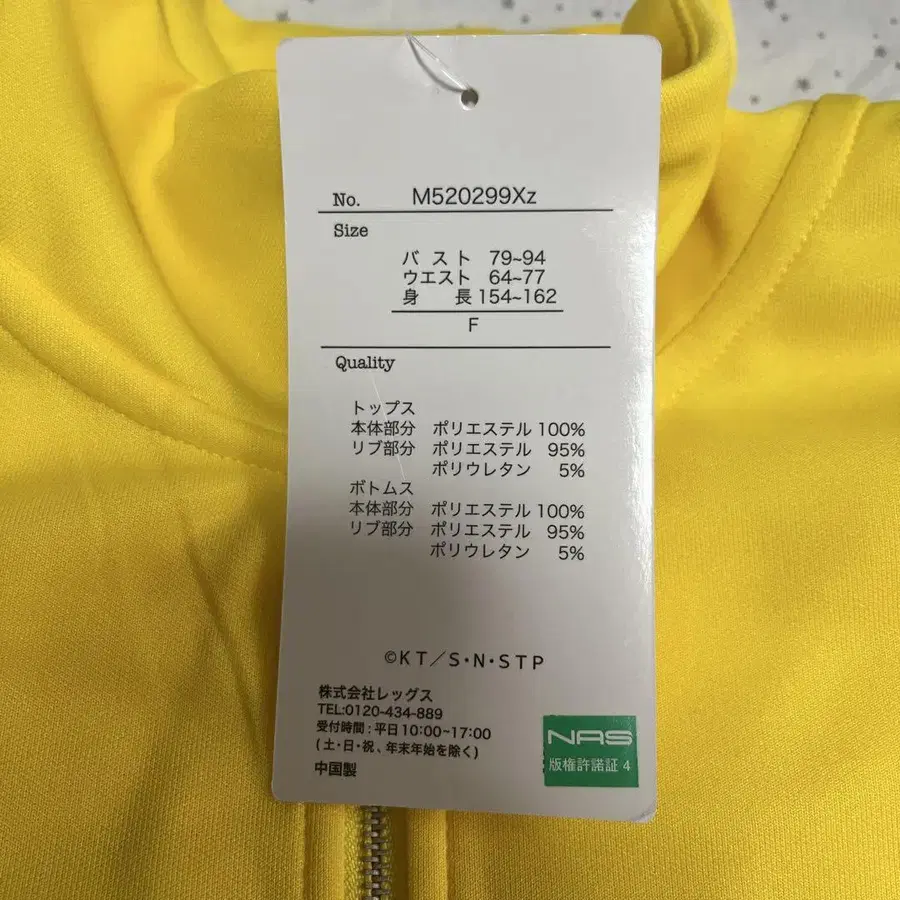 No. M520299Xz
Size
バスト 79~94
ウエスト 64~77
身長 154~162
F
Quality
トップス
本体部分 ポリエステル 100%
リブ部分 ポリエステル 95%
ポリウレタン 5%
ボトムス
本体部分 ポリエステル 100%
リブ部分 ポリエステル 95%
ポリウレタン 5%
©KT/S・N・STP
株式会社レッグス
TEL:0120-434-889
受付時間:平日10:00~17:00
(土・日・祝、年末年始を除く)
中国製
NAS
版権許諾証 4